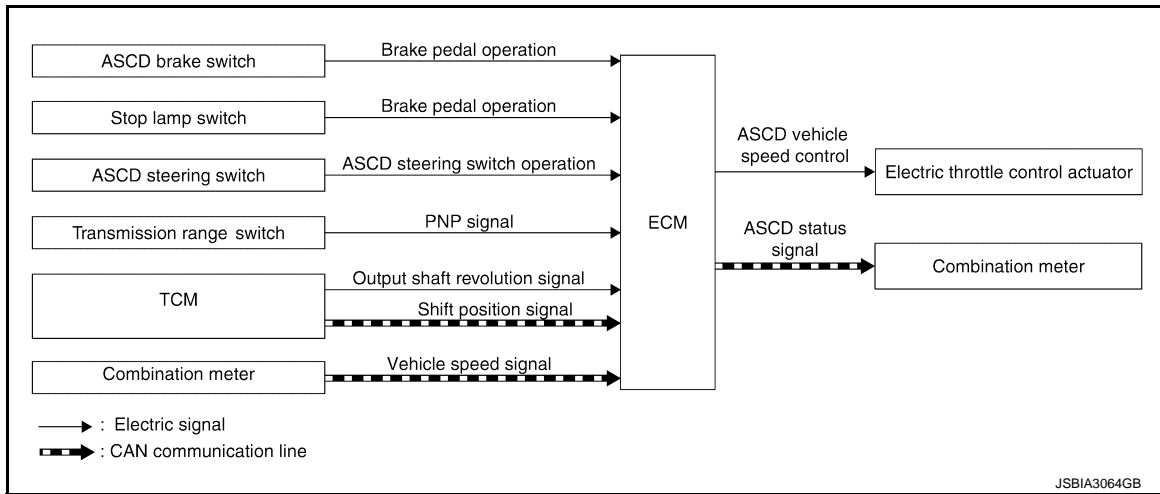 ASCD brake switch
Brake pedal operation
Stop lamp switch
Brake pedal operation
ASCD steering switch
ASCD steering switch operation
Transmission range switch
PNP signal
TCM
Output shaft revolution signal
Shift position signal
Combination meter
Vehicle speed signal
ECM
ASCD vehicle
speed control
Electric throttle control actuator
ASCD status
signal
Combination meter
: Electric signal
: CAN communication line
JSBIA3064GB